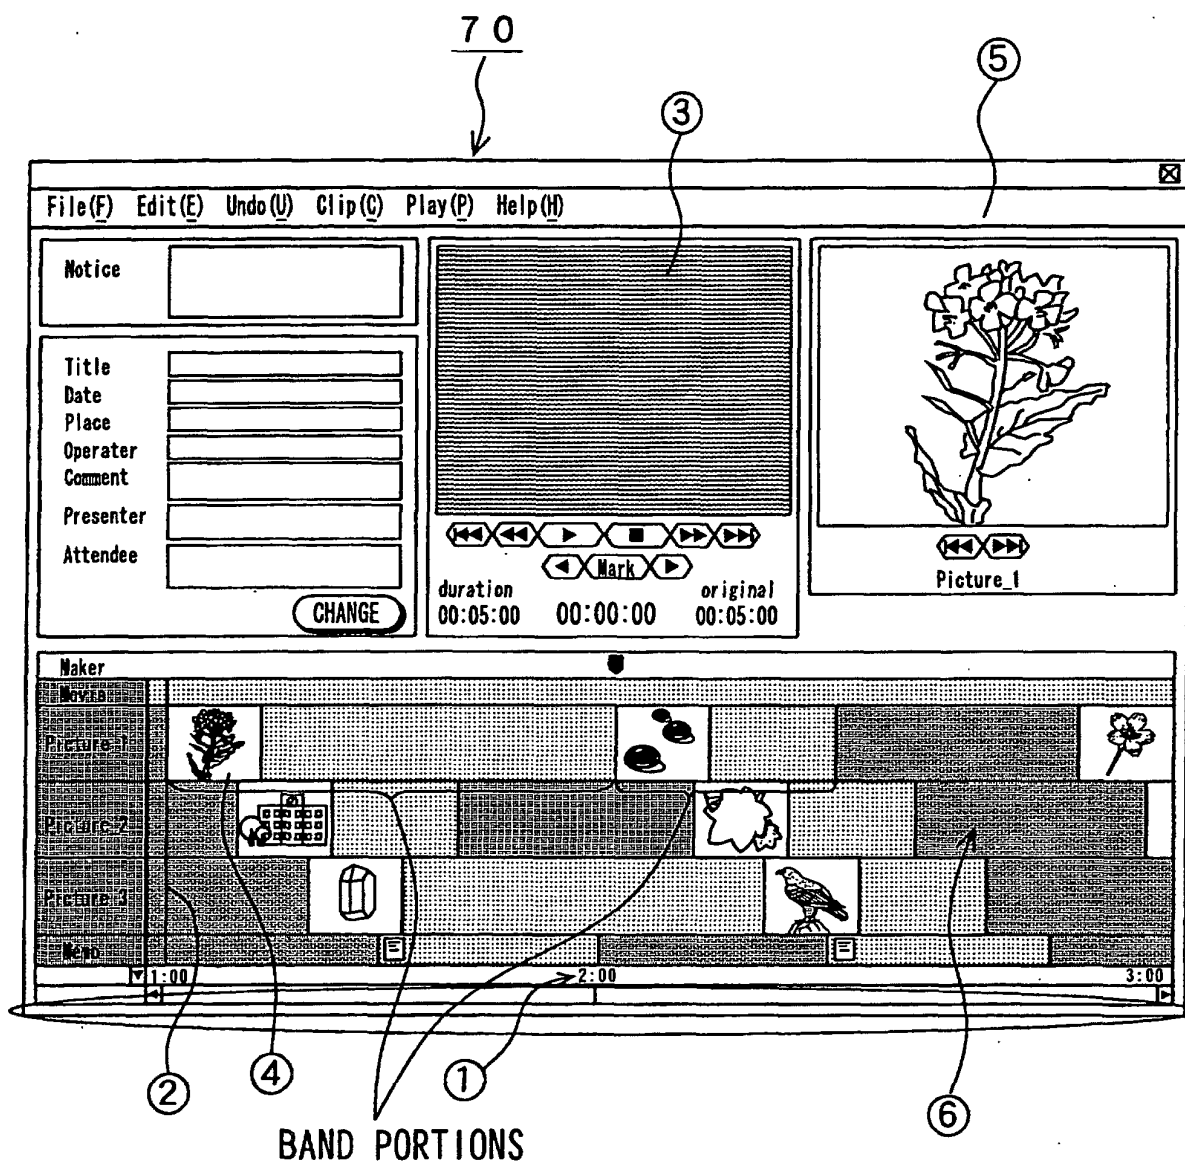 70
⑤
③
File(F) Edit(E) Undo(U) Clip(C) Play(P) Help(H)
Notice
Title
Date
Place
Operater
Comment
Presenter
Attendee
CHANGE
Mark
duration original
00:05:00 00:00:00 00:05:00
Picture_1
Maker
Movie
Picture 1
Picture 2
Picture 3
Memo
1:00 2:00 3:00
② ④ ① ⑥
BAND PORTIONS